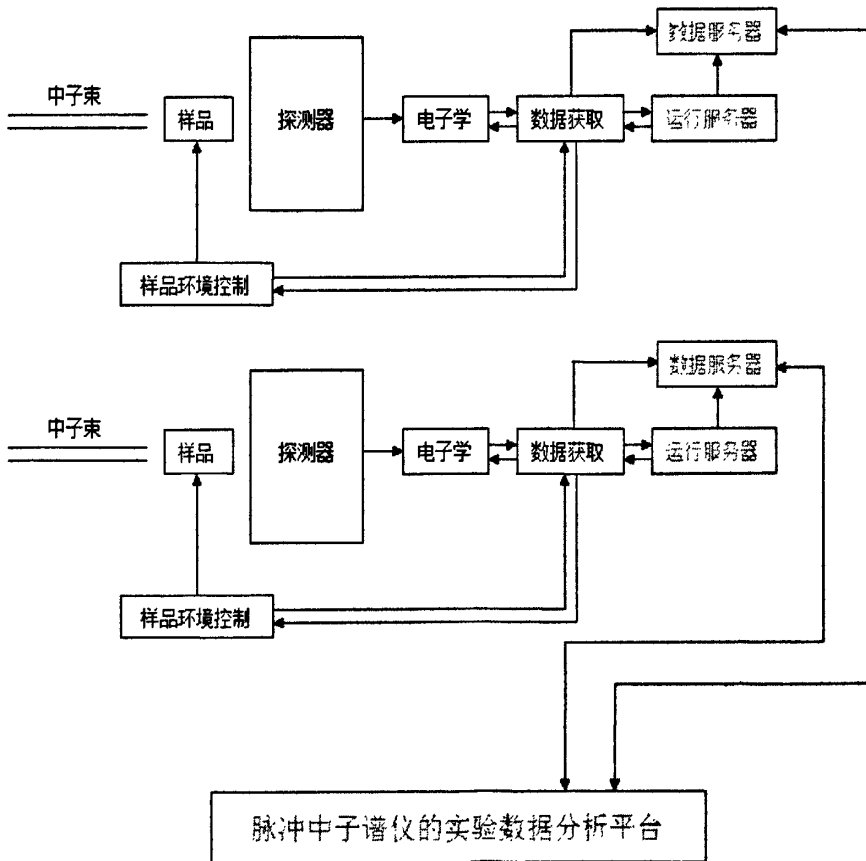 数据服务器
中子束
样品
探测器
电子学
数据获取
运行服务器
样品环境控制
数据服务器
中子束
样品
探测器
电子学
数据获取
运行服务器
样品环境控制
脉冲中子谱仪的实验数据分析平台